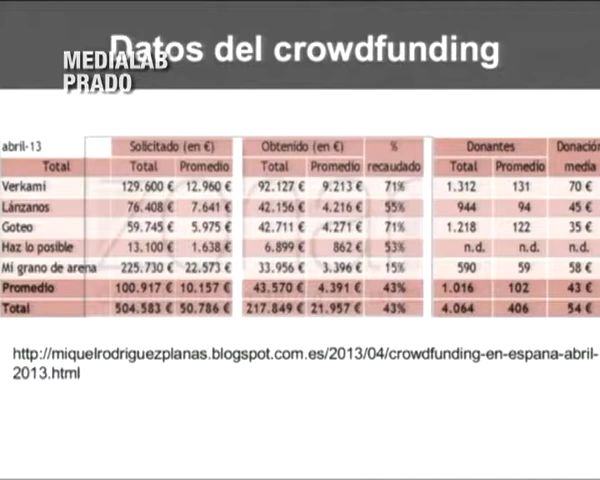 Datos del crowdfunding
MEDIALAB
PRADO
abril-13 Solicitado (en €) Obtenido (en €) % Donantes Donación
Total Total Promedio Total Promedio recaudado Total Promedio media
Verkami 129.600 € 12.960 € 92.127 € 9.213 € 71% 1.312 131 70 €
Lánzanos 76.408 € 7.641 € 42.156 € 4.216 € 55% 944 94 45 €
Goteo 59.745 € 5.975 € 42.711 € 4.271 € 71% 1.218 122 35 €
Haz lo posible 13.100 € 1.638 € 6.899 € 862 € 53% n.d. n.d. n.d.
Mi grano de arena 225.730 € 22.573 € 33.956 € 3.396 € 15% 590 59 58 €
Promedio 100.917 € 10.157 € 43.570 € 4.391 € 43% 1.016 102 43 €
Total 504.583 € 50.786 € 217.849 € 21.957 € 43% 4.064 406 54 €
http://miquelrodriguezplanas.blogspot.com.es/2013/04/crowdfunding-en-espana-abril-
2013.html